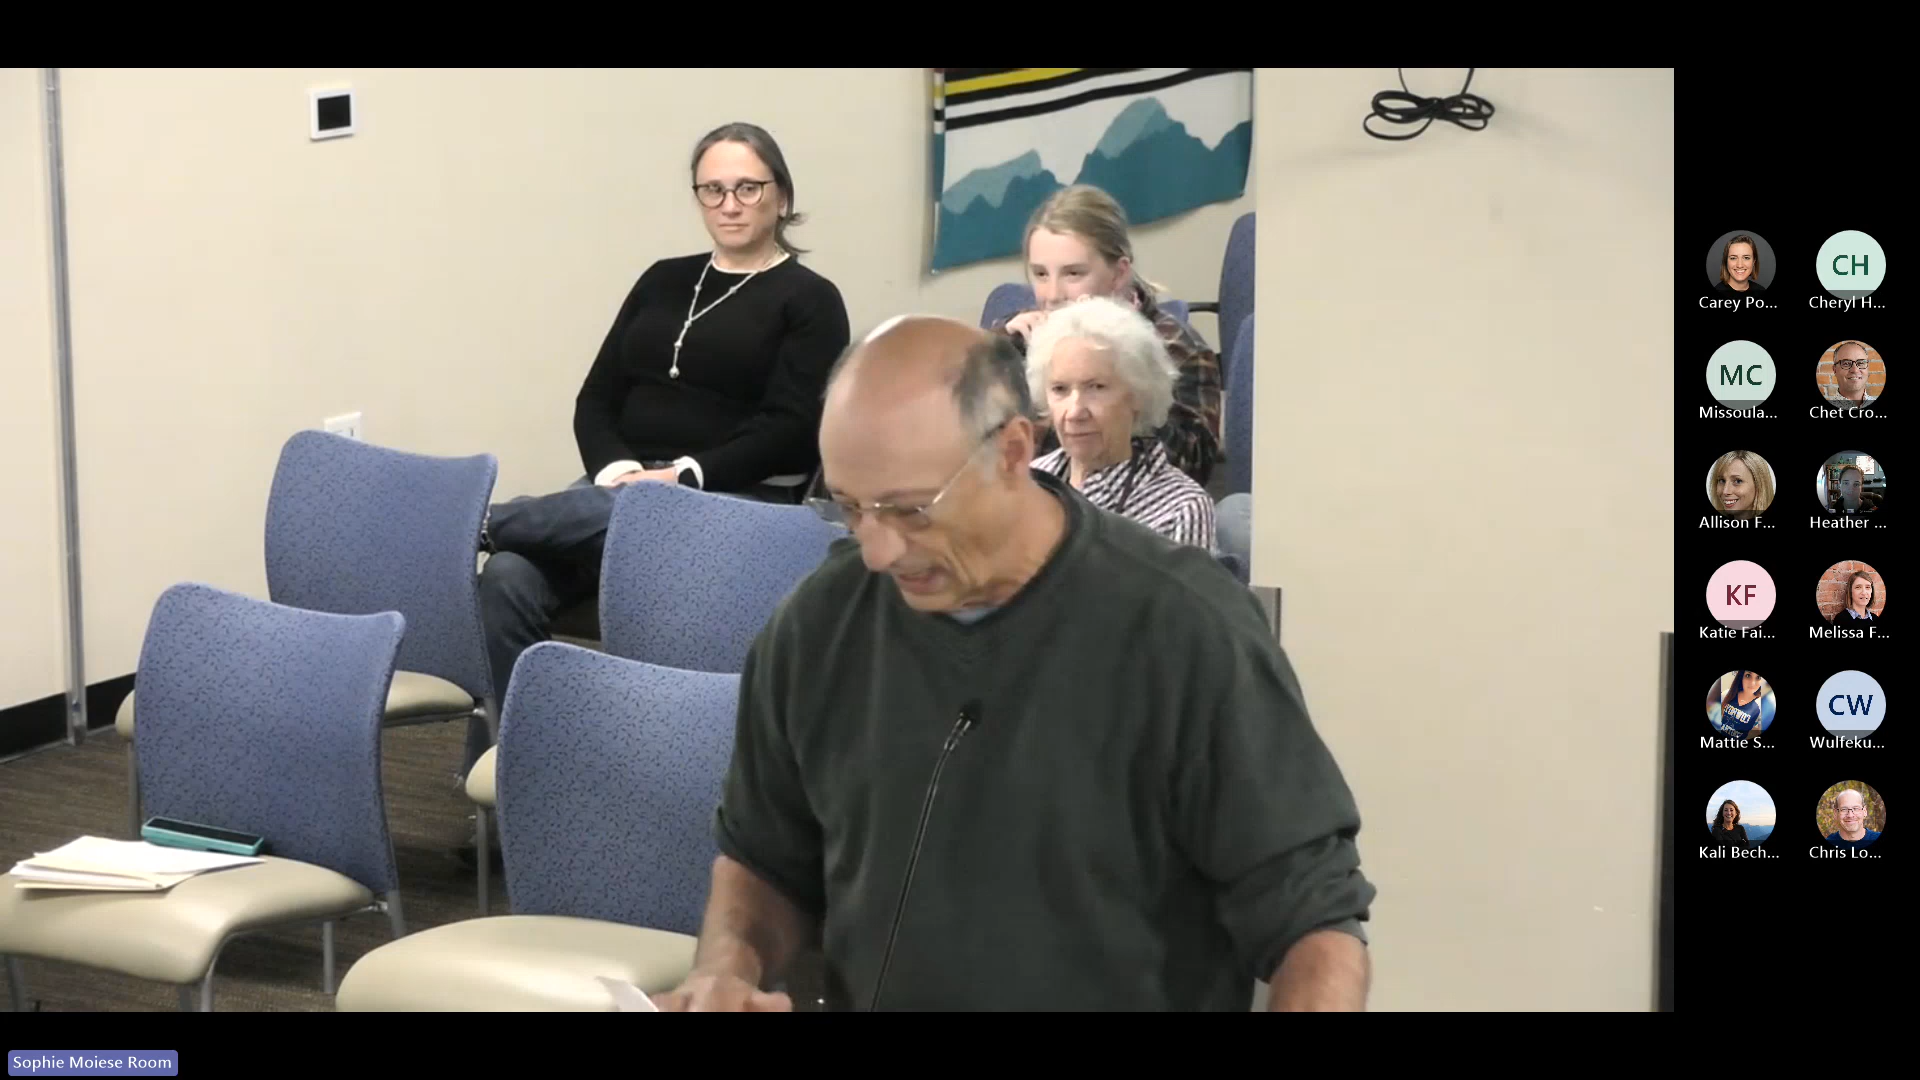 Carey Po...
CH
Cheryl H...
MC
Missoula...
Chet Cro...
Allison F...
Heather ...
KF
Katie Fai...
Melissa F...
Mattie S...
CW
Wulfeku...
Kali Bech...
Chris Lo...
Sophie Moiese Room